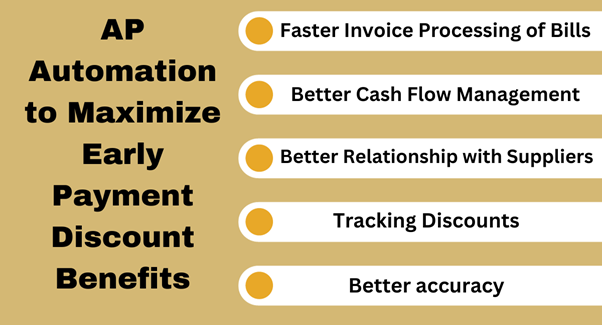 AP
Automation
to Maximize
Early
Payment
Discount
Benefits
Faster Invoice Processing of Bills
Better Cash Flow Management
Better Relationship with Suppliers
Tracking Discounts
Better accuracy